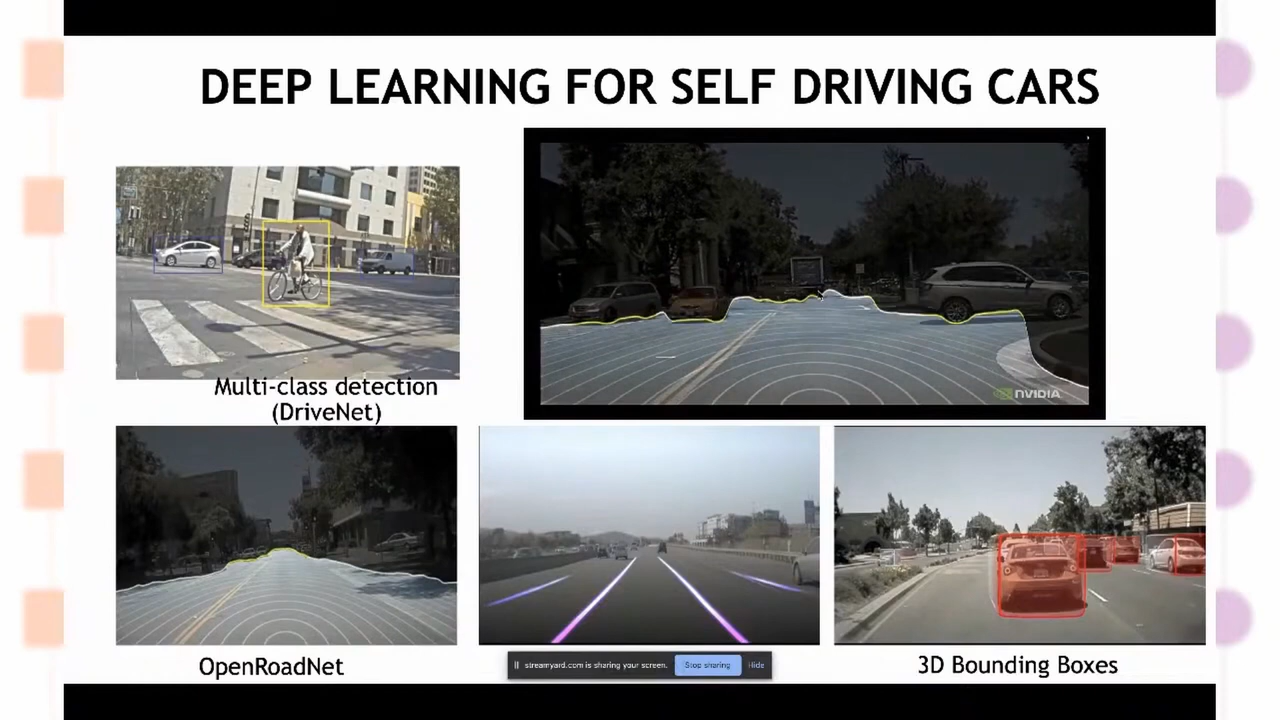 DEEP LEARNING FOR SELF DRIVING CARS
NVIDIA
Multi-class detection
(DriveNet)
OpenRoadNet
streamyard.com is sharing your screen.
Stop sharing
Hide
3D Bounding Boxes